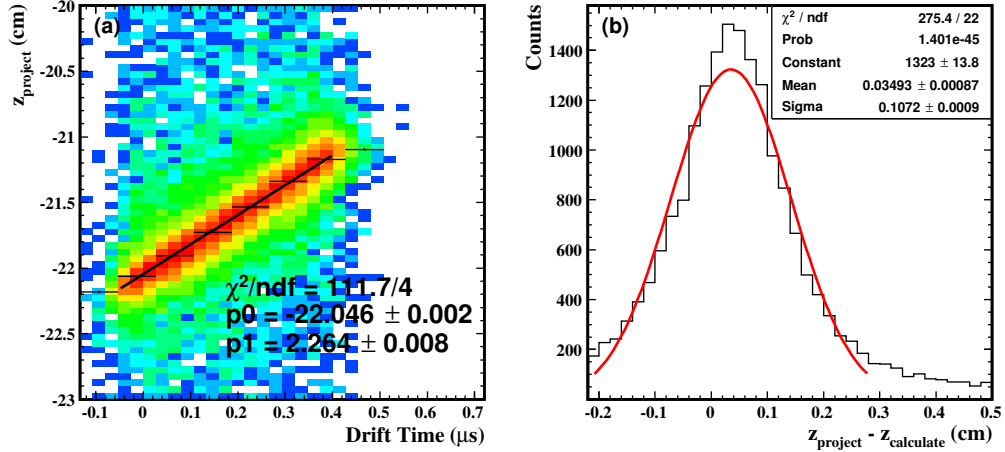 (a)
z_project (cm)
-20
-20.5
-21
-21.5
-22
-22.5
-23
χ²/ndf = 111.7/4
p0 = -22.046 ± 0.002
p1 = 2.264 ± 0.008
-0.1 0 0.1 0.2 0.3 0.4 0.5 0.6 0.7
Drift Time (μs)
(b)
Counts
1400
1200
1000
800
600
400
200
χ² / ndf 275.4 / 22
Prob 1.401e-45
Constant 1323 ± 13.8
Mean 0.03493 ± 0.00087
Sigma 0.1072 ± 0.0009
-0.2 -0.1 0 0.1 0.2 0.3 0.4 0.5
z_project - z_calculate (cm)